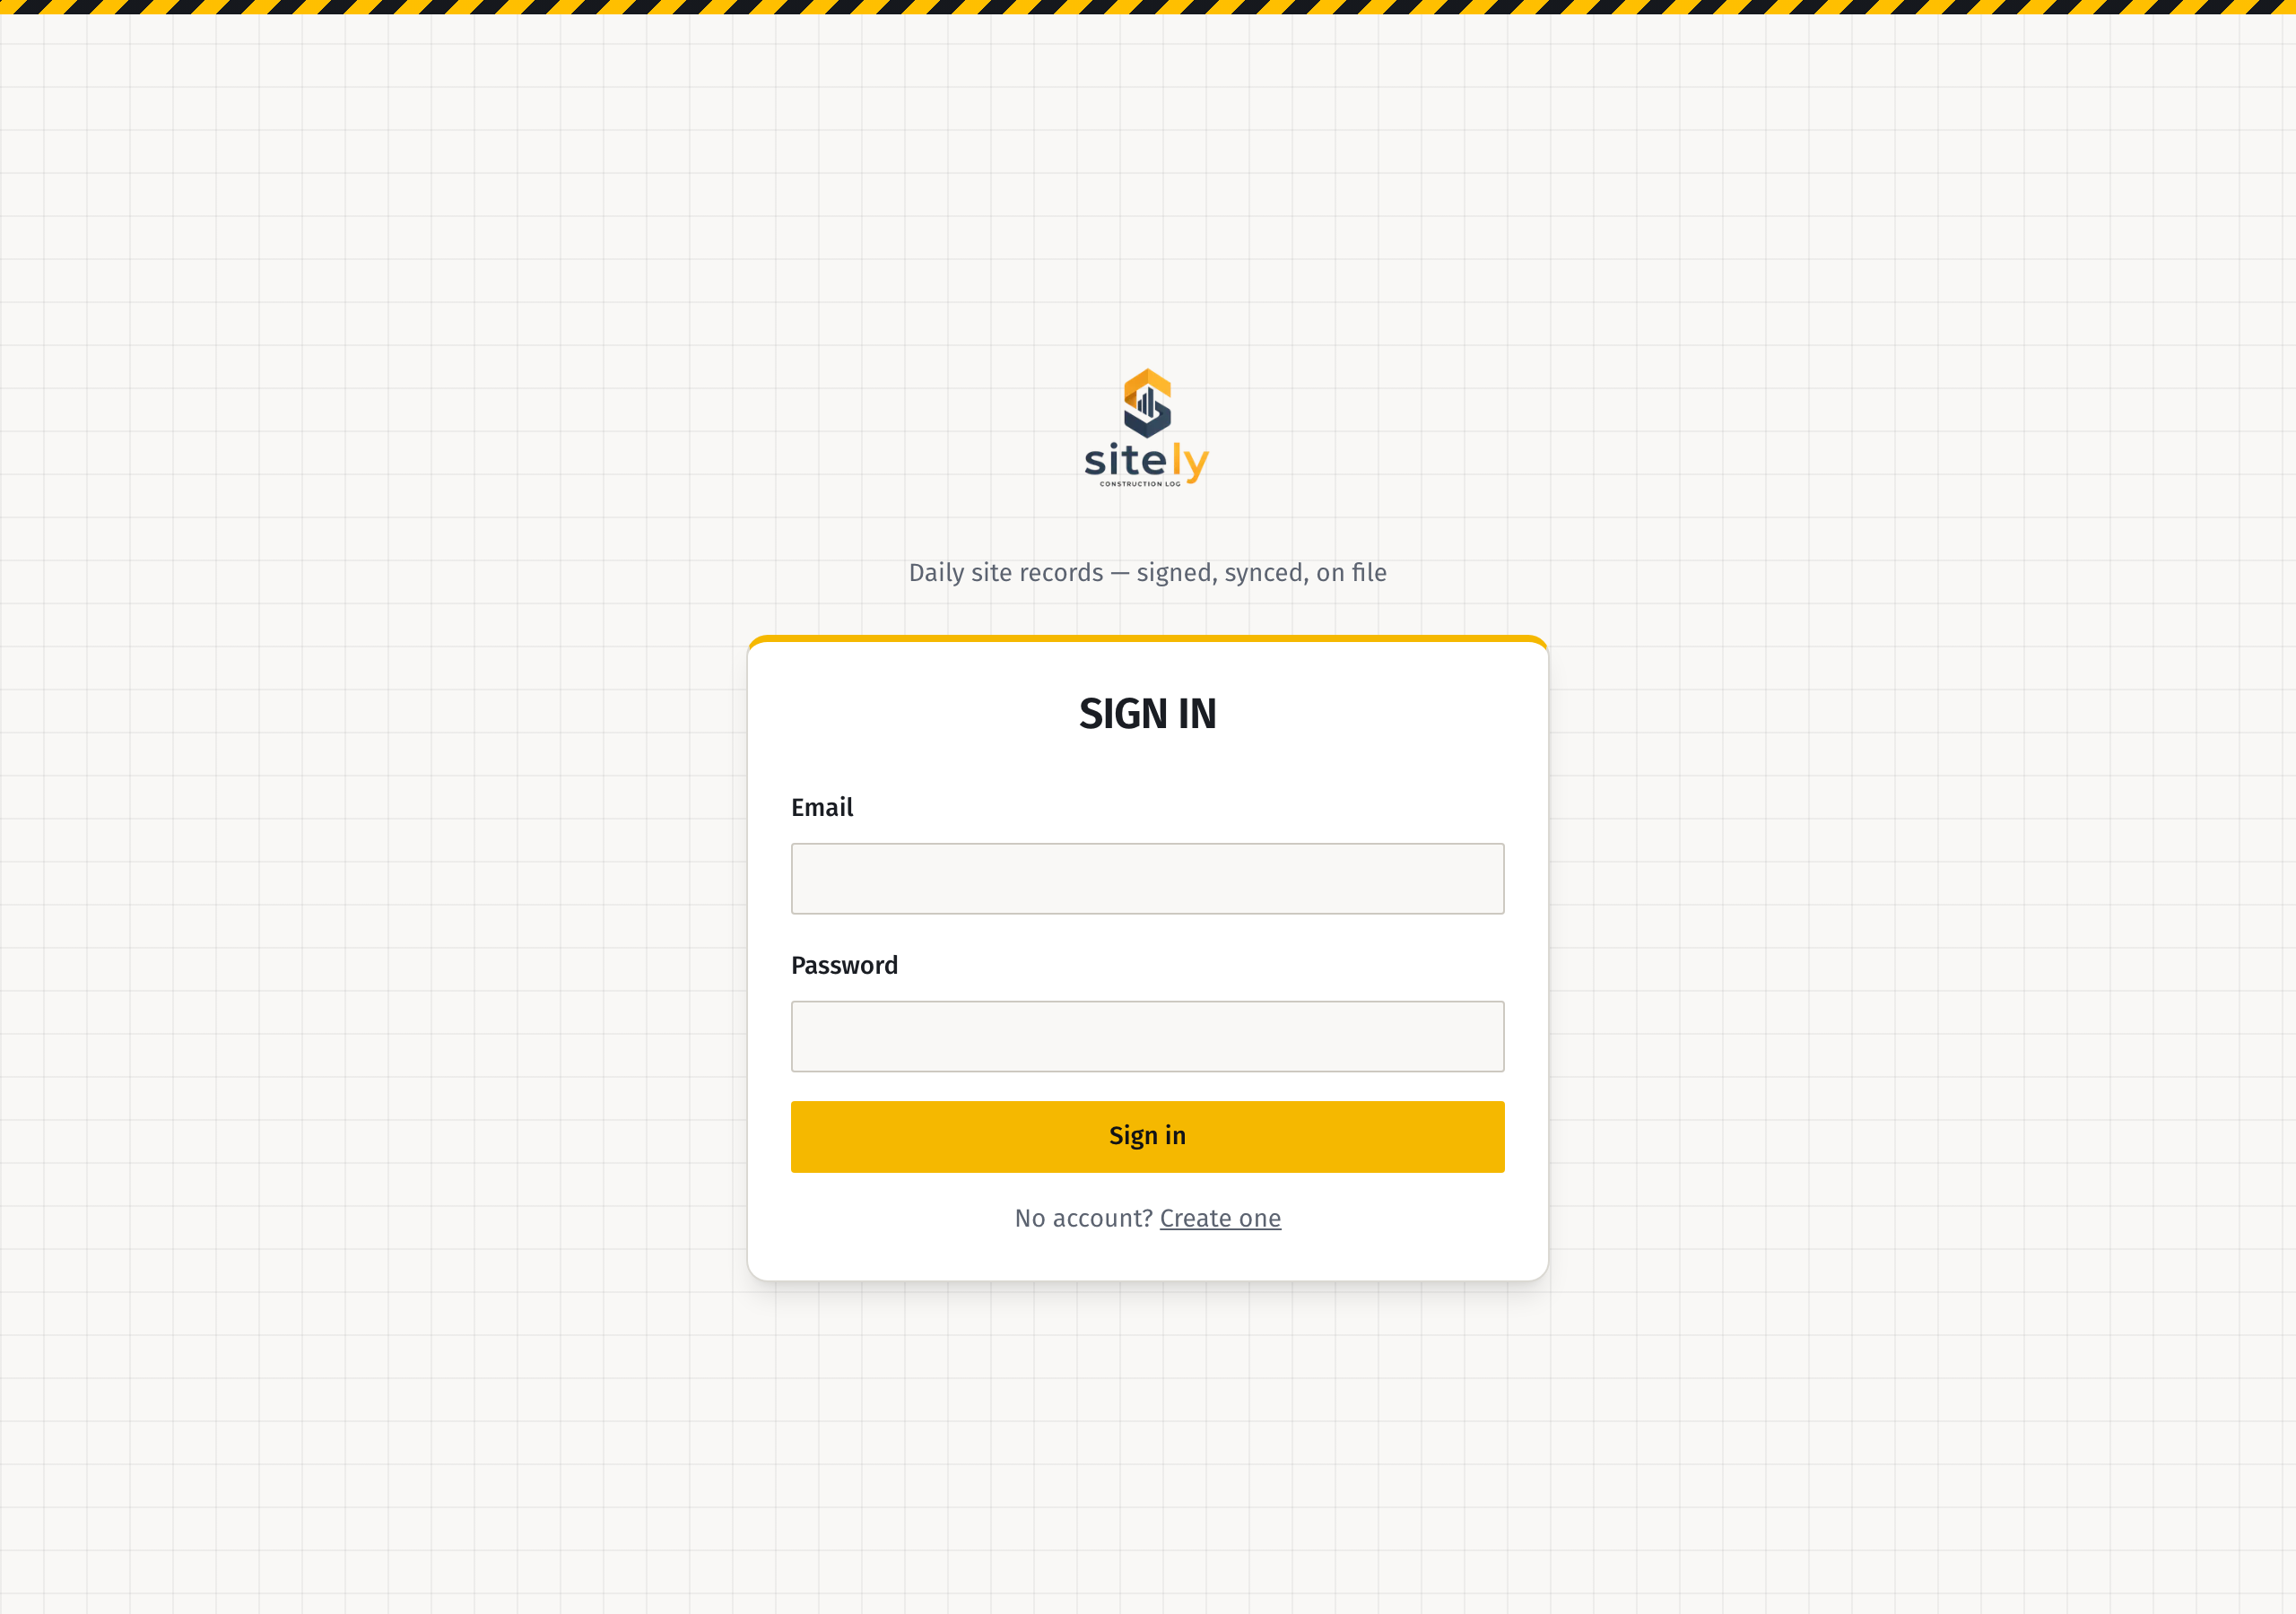 sitely
CONSTRUCTION LOG
Daily site records — signed, synced, on file
SIGN IN
Email
Password
Sign in
No account? Create one